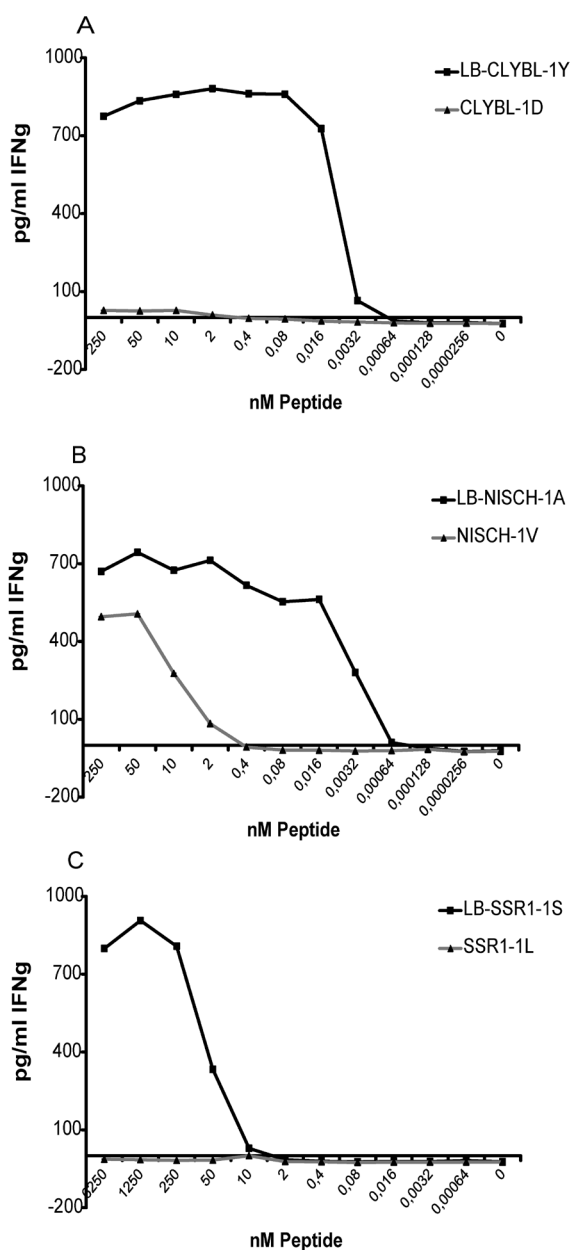 A
1000
700
400
100
-200
pg/ml IFNg
LB-CLYBL-1Y
CLYBL-1D
250 50 10 2 0,4 0,08 0,016 0,0032 0,00064 0,000128 0,0000256 0
nM Peptide
B
1000
700
400
100
-200
pg/ml IFNg
LB-NISCH-1A
NISCH-1V
250 50 10 2 0,4 0,08 0,016 0,0032 0,00064 0,000128 0,0000256 0
nM Peptide
C
1000
700
400
100
-200
pg/ml IFNg
LB-SSR1-1S
SSR1-1L
1250 250 50 10 2 0,4 0,08 0,016 0,0032 0,00064 0
nM Peptide